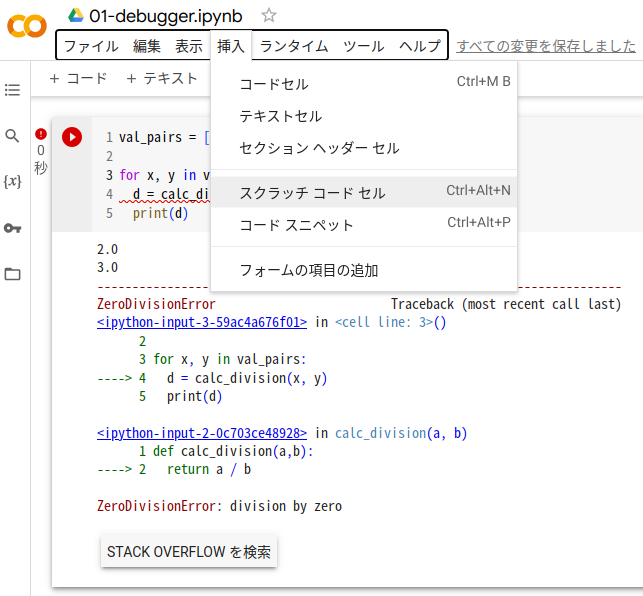 01-debugger.ipynb
ファイル 編集 表示 挿入 ランタイム ツール ヘルプ すべての変更を保存しました
+ コード + テキスト
コードセル Ctrl+M B
テキストセル
セクション ヘッダー セル
スクラッチ コード セル Ctrl+Alt+N
コード スニペット Ctrl+Alt+P
フォームの項目の追加
{x}
0
秒
1 val_pairs = [
2
3 for x, y in v
4 d = calc_di
5 print(d)
2.0
3.0
---------------------------------------------------------------------------
ZeroDivisionError Traceback (most recent call last)
<ipython-input-3-59ac4a676f01> in <cell line: 3>()
2
3 for x, y in val_pairs:
----> 4 d = calc_division(x, y)
5 print(d)
<ipython-input-2-0c703ce48928> in calc_division(a, b)
1 def calc_division(a,b):
----> 2 return a / b
ZeroDivisionError: division by zero
STACK OVERFLOW を検索